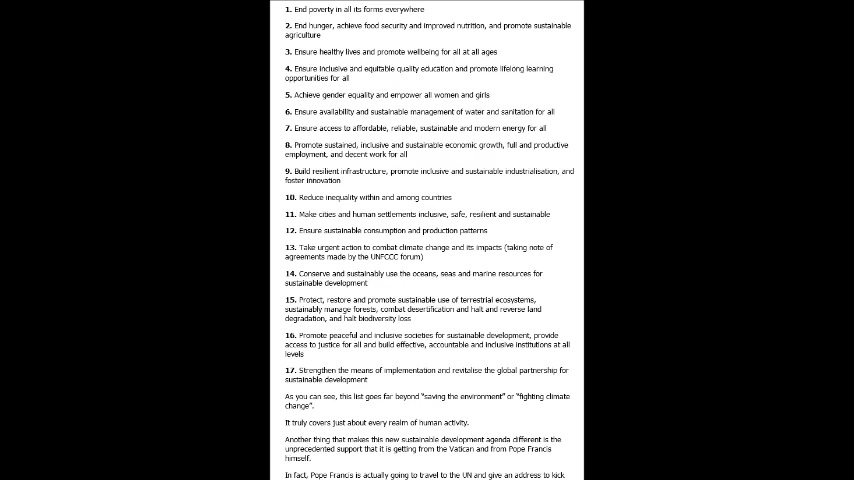 1. End poverty in all its forms everywhere
2. End hunger, achieve food security and improved nutrition, and promote sustainable
agriculture
3. Ensure healthy lives and promote wellbeing for all at all ages
4. Ensure inclusive and equitable quality education and promote lifelong learning
opportunities for all
5. Achieve gender equality and empower all women and girls
6. Ensure availability and sustainable management of water and sanitation for all
7. Ensure access to affordable, reliable, sustainable and modern energy for all
8. Promote sustained, inclusive and sustainable economic growth, full and productive
employment, and decent work for all
9. Build resilient infrastructure, promote inclusive and sustainable industrialisation, and
foster innovation
10. Reduce inequality within and among countries
11. Make cities and human settlements inclusive, safe, resilient and sustainable
12. Ensure sustainable consumption and production patterns
13. Take urgent action to combat climate change and its impacts (taking note of
agreements made by the UNFCCC forum)
14. Conserve and sustainably use the oceans, seas and marine resources for
sustainable development
15. Protect, restore and promote sustainable use of terrestrial ecosystems,
sustainably manage forests, combat desertification and halt and reverse land
degradation, and halt biodiversity loss
16. Promote peaceful and inclusive societies for sustainable development, provide
access to justice for all and build effective, accountable and inclusive institutions at all
levels
17. Strengthen the means of implementation and revitalise the global partnership for
sustainable development
As you can see, this list goes far beyond “saving the environment” or “fighting climate
change”.
It truly covers just about every realm of human activity.
Another thing that makes this new sustainable development agenda different is the
unprecedented support that it is getting from the Vatican and from Pope Francis
himself.
In fact, Pope Francis is actually going to travel to the UN and give an address to kick